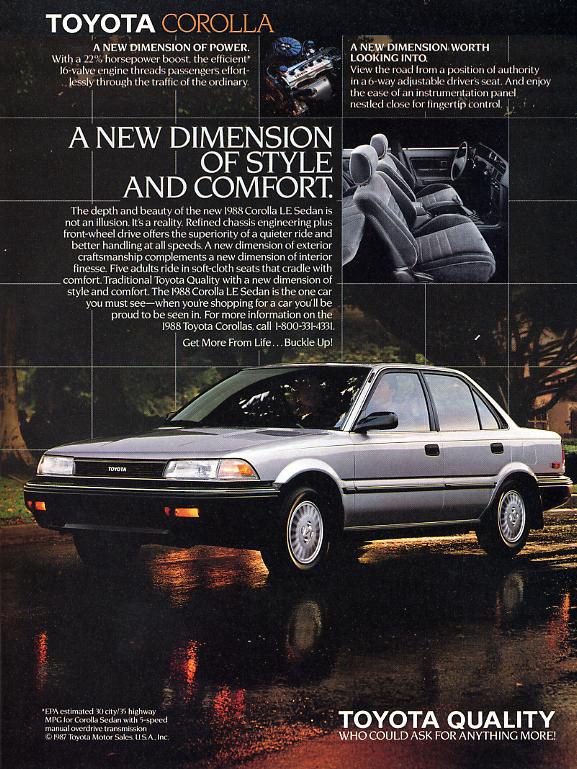 TOYOTA COROLLA
A NEW DIMENSION OF POWER.
With a 22% horsepower boost, the efficient*
16-valve engine threads passengers effort-
lessly through the traffic of the ordinary.
A NEW DIMENSION WORTH
LOOKING INTO.
View the road from a position of authority
in a 6-way adjustable driver's seat. And enjoy
the ease of an instrumentation panel
nestled close for fingertip control.
A NEW DIMENSION
OF STYLE
AND COMFORT.
The depth and beauty of the new 1988 Corolla LE Sedan is
not an illusion. It's a reality. Refined chassis engineering plus
front-wheel drive offers the superiority of a quieter ride and
better handling at all speeds. A new dimension of exterior
craftsmanship complements a new dimension of interior
finesse. Five adults ride in soft-cloth seats that cradle with
comfort. Traditional Toyota Quality with a new dimension of
style and comfort. The 1988 Corolla LE Sedan is the one car
you must see—when you're shopping for a car you'll be
proud to be seen in. For more information on the
1988 Toyota Corollas, call 1-800-331-4331.
Get More From Life...Buckle Up!
TOYOTA
*EPA estimated 30 city/35 highway
MPG for Corolla Sedan with 5-speed
manual overdrive transmission
© 1987 Toyota Motor Sales, U.S.A., Inc.
TOYOTA QUALITY
WHO COULD ASK FOR ANYTHING MORE!